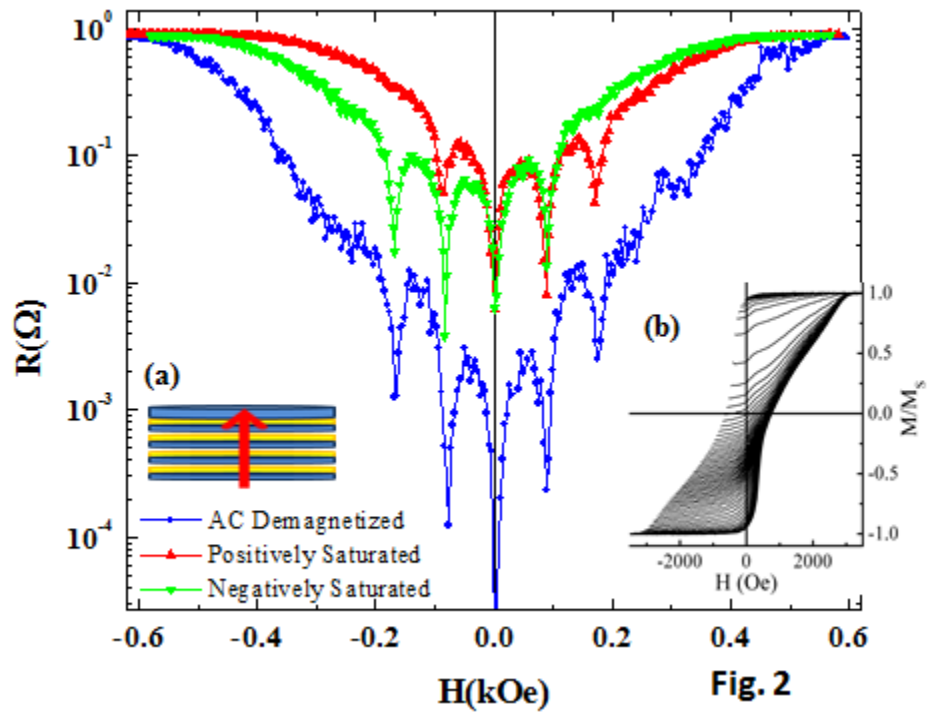 10⁰
10⁻¹
10⁻²
10⁻³
10⁻⁴
R(Ω)
(a)
AC Demagnetized
Positively Saturated
Negatively Saturated
-0.6 -0.4 -0.2 0.0 0.2 0.4 0.6
H(kOe)
Fig. 2
(b)
1.0
0.5
0.0
-0.5
-1.0
M/Mₛ
-2000 0 2000
H (Oe)